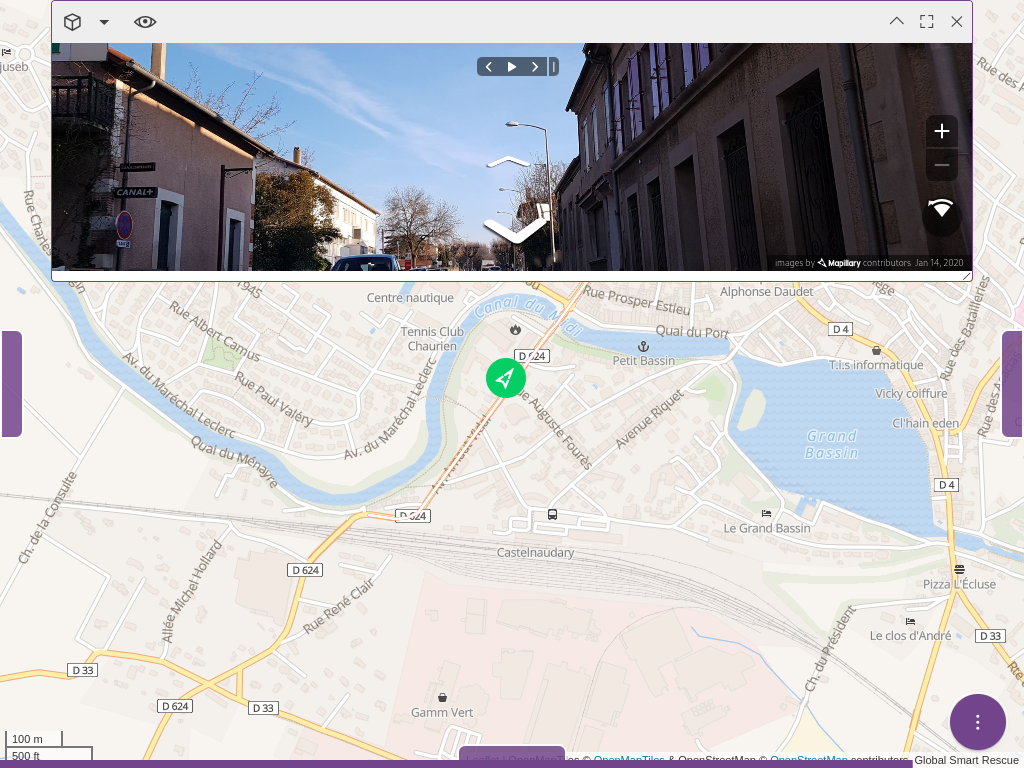 CANAL+
images by Mapillary contributors Jan 14, 2020
juseb
Rue des
Rue Charles
1945
Centre nautique
Canal du Midi
Rue Prosper Estieu
Alphonse Daudet
Rue des Batailleries
Rue Albert Camus
Tennis Club
Chaurien
D 624
Quai du Port
Petit Bassin
D 4
T.I.s informatique
Av. du Maréchal Leclerc
Rue Paul Valéry
Av. du Maréchal Leclerc
Rue Auguste Fourès
Avenue Riquet
Vicky coiffure
Cl'hain eden
Rue des
Grand
Bassin
Quai du Ménayre
Ch. de la Consulte
D 4
D 624
Le Grand Bassin
Castelnaudary
D 624
Allée Michel Hollard
Rue René Clair
Pizza L'Écluse
Le clos d'André
D 33
Ch. du Président
D 33
D 624
D 33
Gamm Vert
100 m
500 ft
© OpenMapTiles & OpenStreetMap © OpenStreetMap contributors, Global Smart Rescue